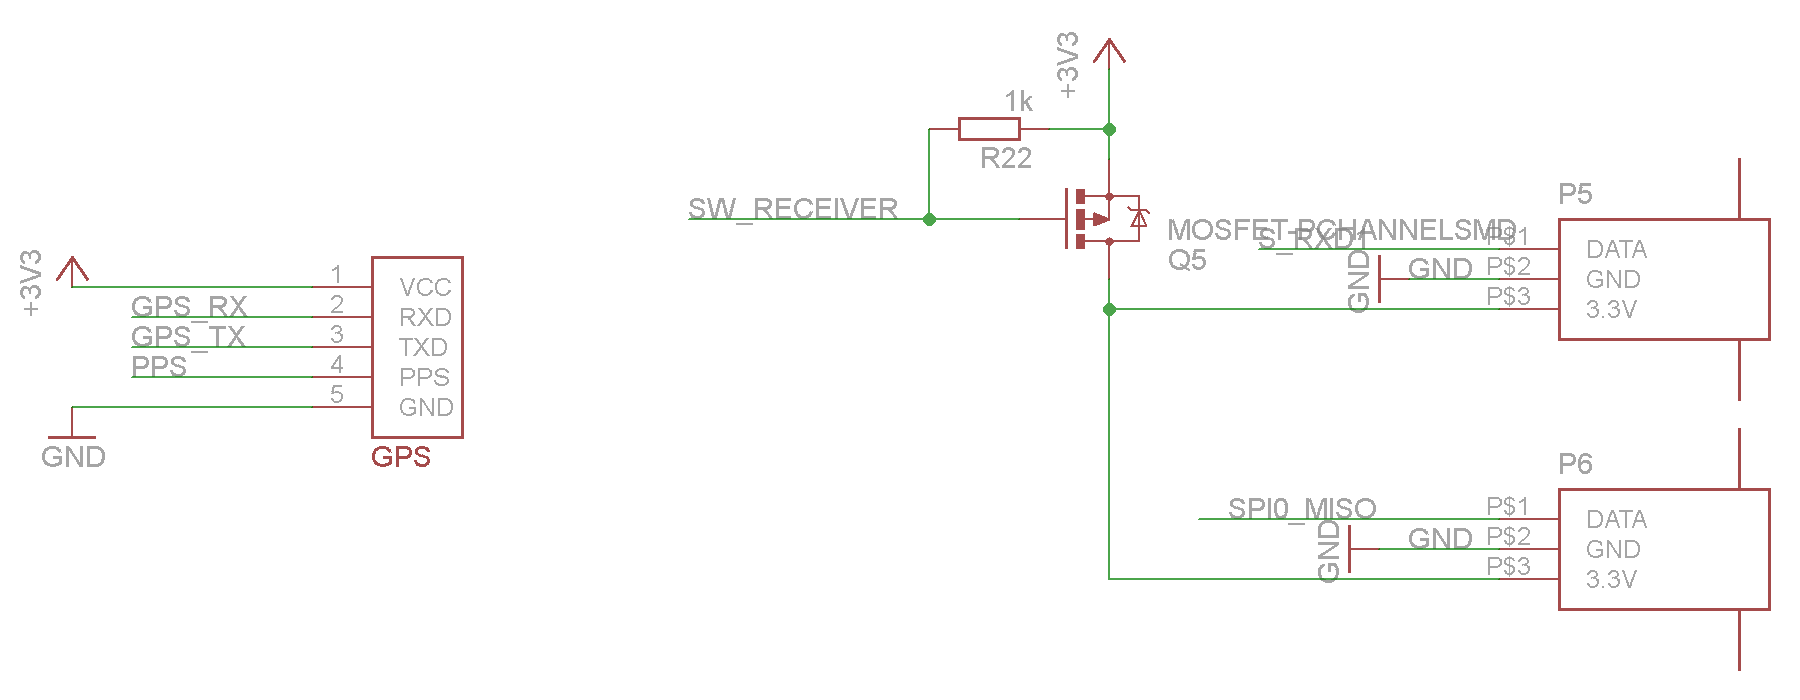 +3V3
1
VCC
GPS_RX
2
RXD
GPS_TX
3
TXD
PPS
4
PPS
5
GND
GND
GPS
+3V3
1k
R22
SW_RECEIVER
MOSFET-PCHANNELSMD
Q5
P5
S_RXD1
P$1
DATA
GND
GND
P$2
GND
P$3
3.3V
P6
SPI0_MISO
P$1
DATA
GND
GND
P$2
GND
P$3
3.3V